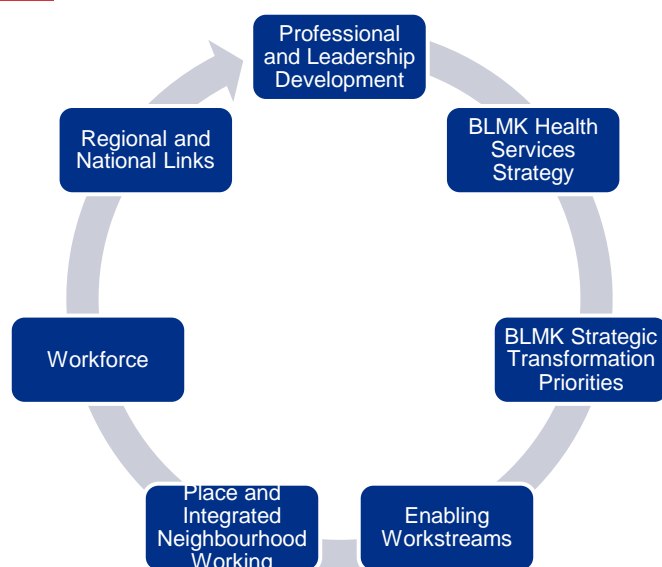 Professional
and Leadership
Development
BLMK Health
Services
Strategy
BLMK Strategic
Transformation
Priorities
Enabling
Workstreams
Place and
Integrated
Neighbourhood
Working
Workforce
Regional and
National Links